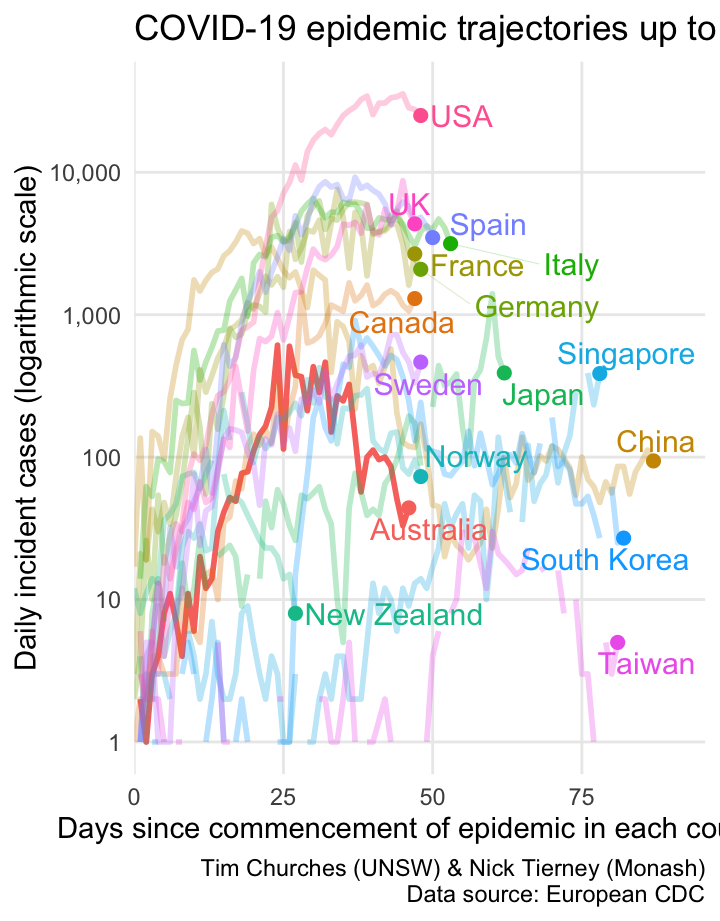 COVID-19 epidemic trajectories up to
Daily incident cases (logarithmic scale)
10,000
1,000
100
10
1
USA
UK
Spain
Italy
France
Germany
Canada
Singapore
Sweden
Japan
China
Norway
Australia
South Korea
New Zealand
Taiwan
0 25 50 75
Days since commencement of epidemic in each cou
Tim Churches (UNSW) & Nick Tierney (Monash)
Data source: European CDC